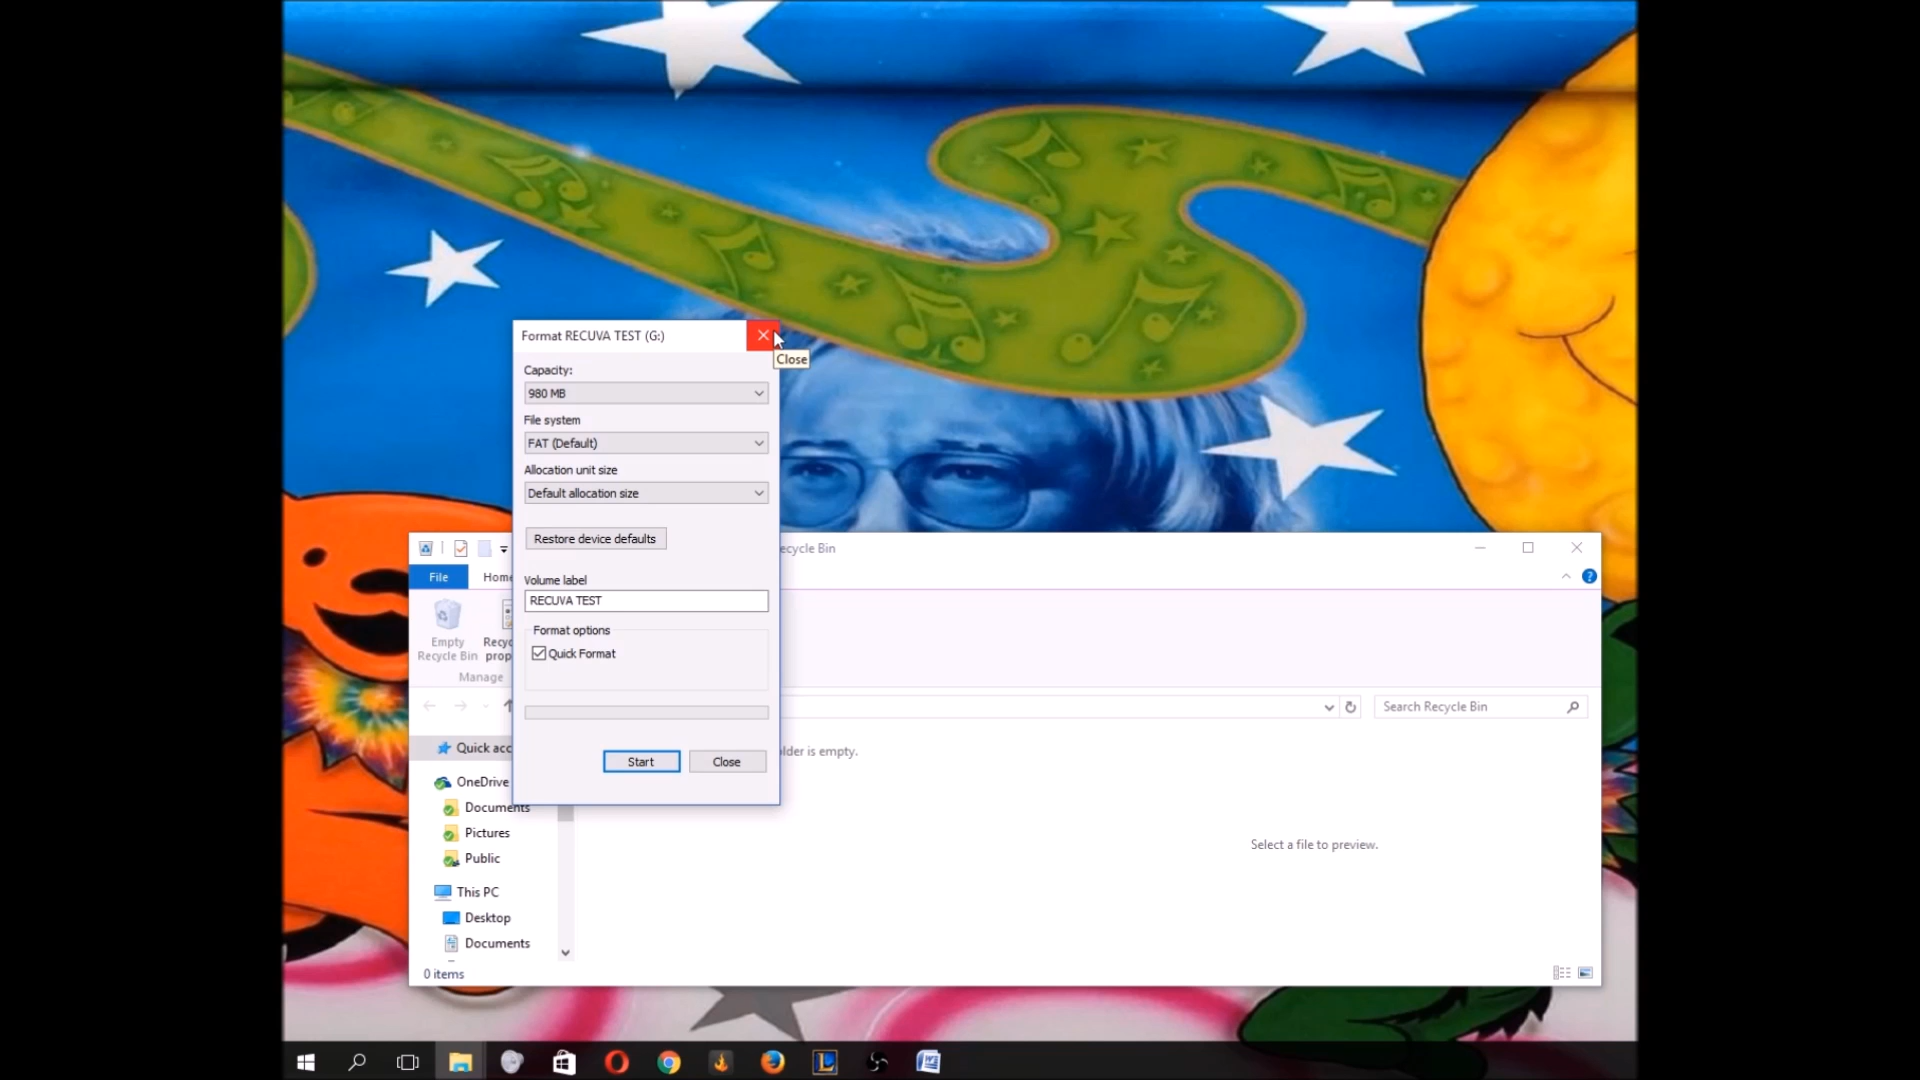 Format RECUVA TEST (G:)
Close
Capacity:
980 MB
File system
FAT (Default)
Allocation unit size
Default allocation size
Restore device defaults
Volume label
RECUVA TEST
Format options
Quick Format
Start
Close
ecycle Bin
File
Home
Empty
Recycle Bin
Manage
Search Recycle Bin
Quick acc
older is empty.
OneDrive
Documents
Pictures
Public
Select a file to preview.
This PC
Desktop
Documents
0 items